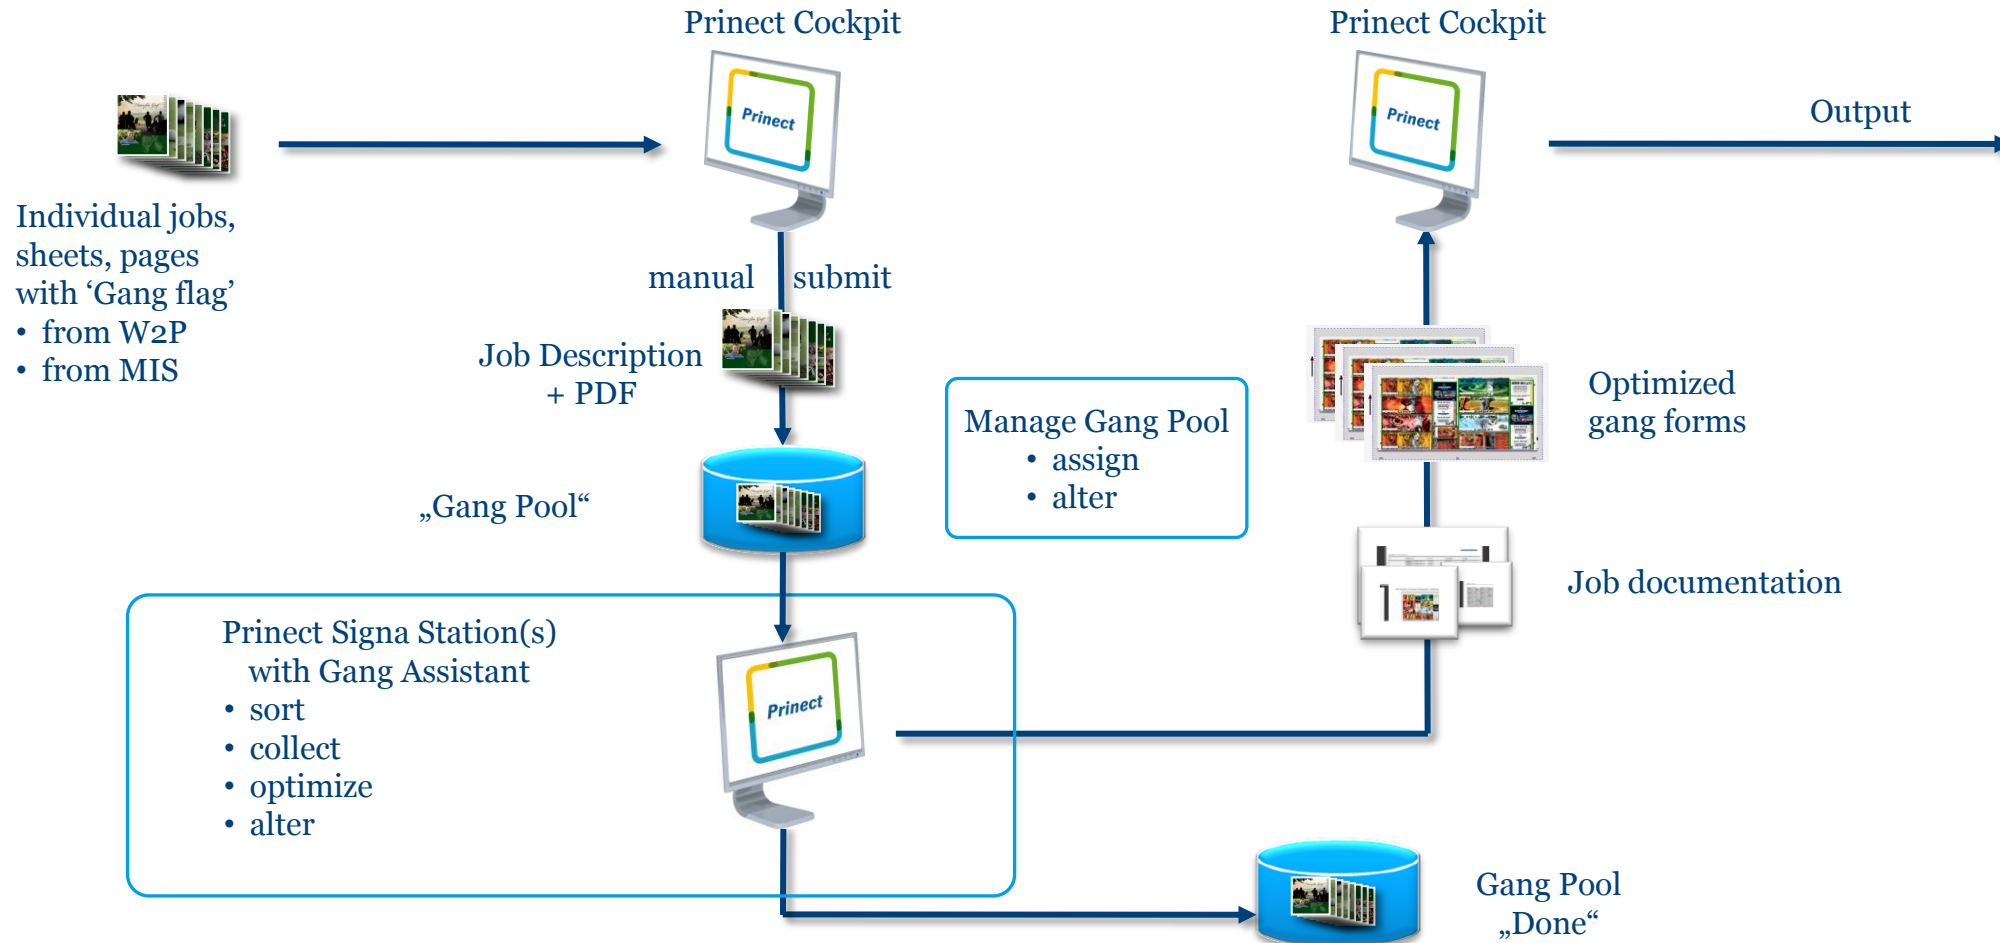 Prinect Cockpit
Prinect Cockpit
Prinect
Prinect
Output
Individual jobs,
sheets, pages
with ‘Gang flag’
• from W2P
• from MIS
manual submit
Job Description
+ PDF
Manage Gang Pool
• assign
• alter
Optimized
gang forms
„Gang Pool“
Job documentation
Prinect Signa Station(s)
with Gang Assistant
• sort
• collect
• optimize
• alter
Prinect
Gang Pool
„Done“